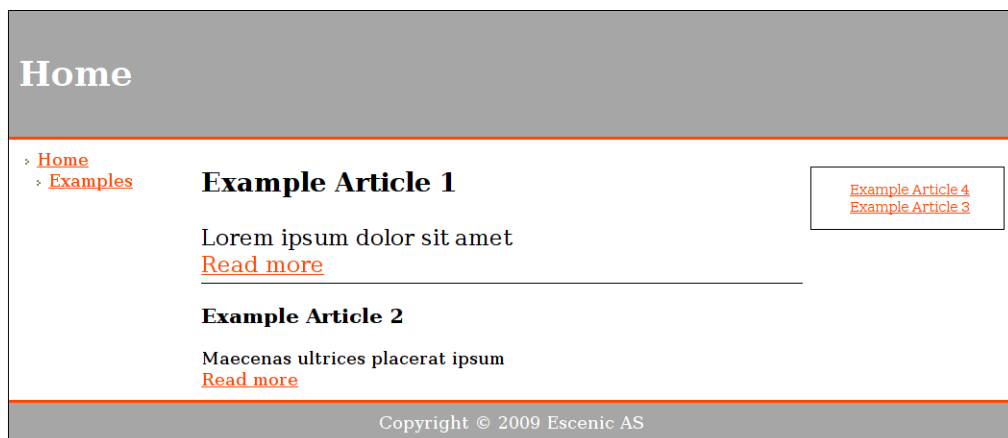 Home
Home
Examples
Example Article 1
Lorem ipsum dolor sit amet
Read more
Example Article 2
Maecenas ultrices placerat ipsum
Read more
Example Article 4
Example Article 3
Copyright © 2009 Escenic AS